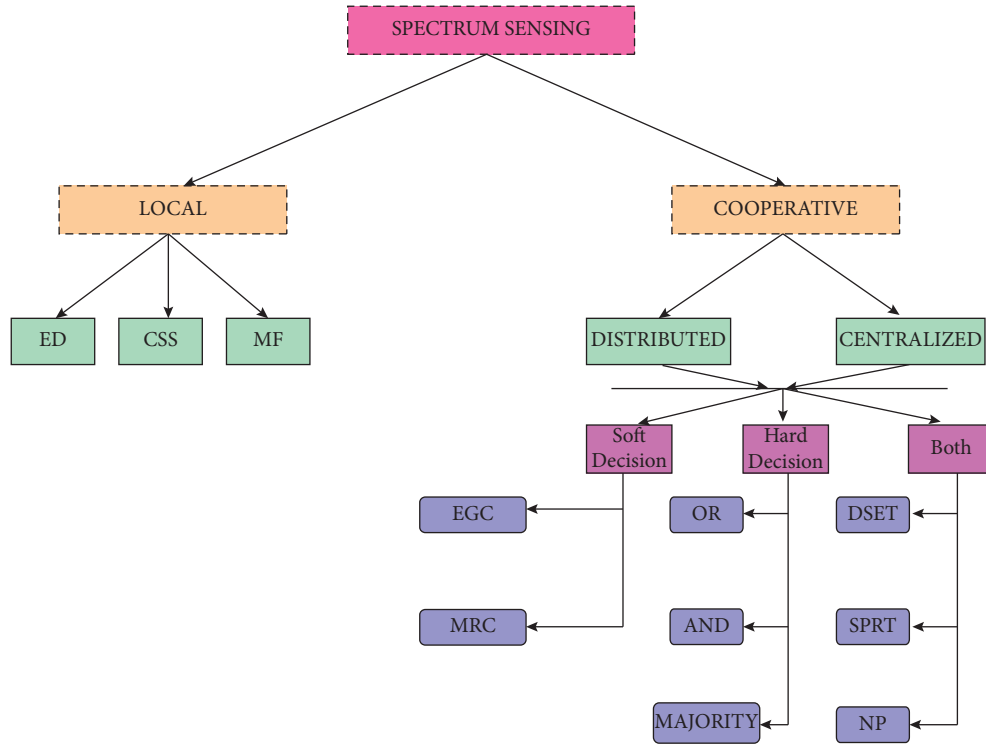 SPECTRUM SENSING
LOCAL
COOPERATIVE
ED
CSS
MF
DISTRIBUTED
CENTRALIZED
Soft
Decision
Hard
Decision
Both
EGC
OR
DSET
MRC
AND
SPRT
MAJORITY
NP